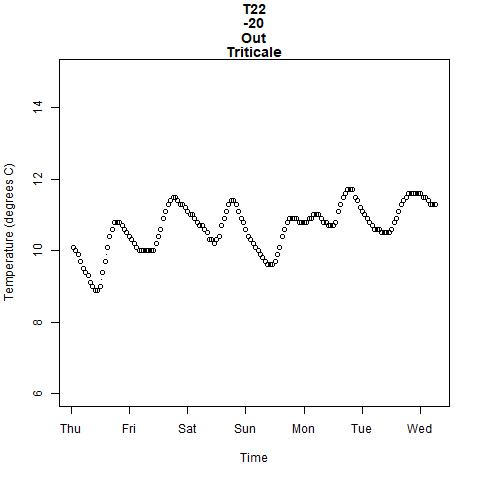 T22
-20
Out
Triticale
Temperature (degrees C)
14
12
10
8
6
Thu Fri Sat Sun Mon Tue Wed
Time